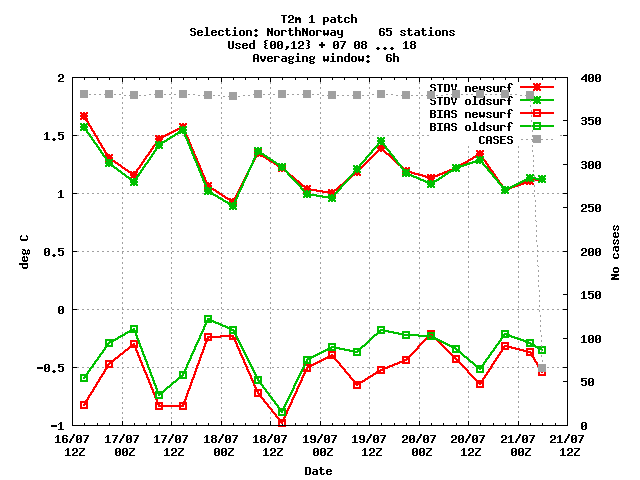 T2m 1 patch
Selection: NorthNorway     65 stations
Used {00,12} + 07 08 ... 18
Averaging window:  6h
STDV newsurf
STDV oldsurf
BIAS newsurf
BIAS oldsurf
CASES
deg C
2
1.5
1
0.5
0
-0.5
-1
No cases
400
350
300
250
200
150
100
50
0
16/07 17/07 17/07 18/07 18/07 19/07 19/07 20/07 20/07 21/07 21/07
12Z 00Z 12Z 00Z 12Z 00Z 12Z 00Z 12Z 00Z 12Z
Date